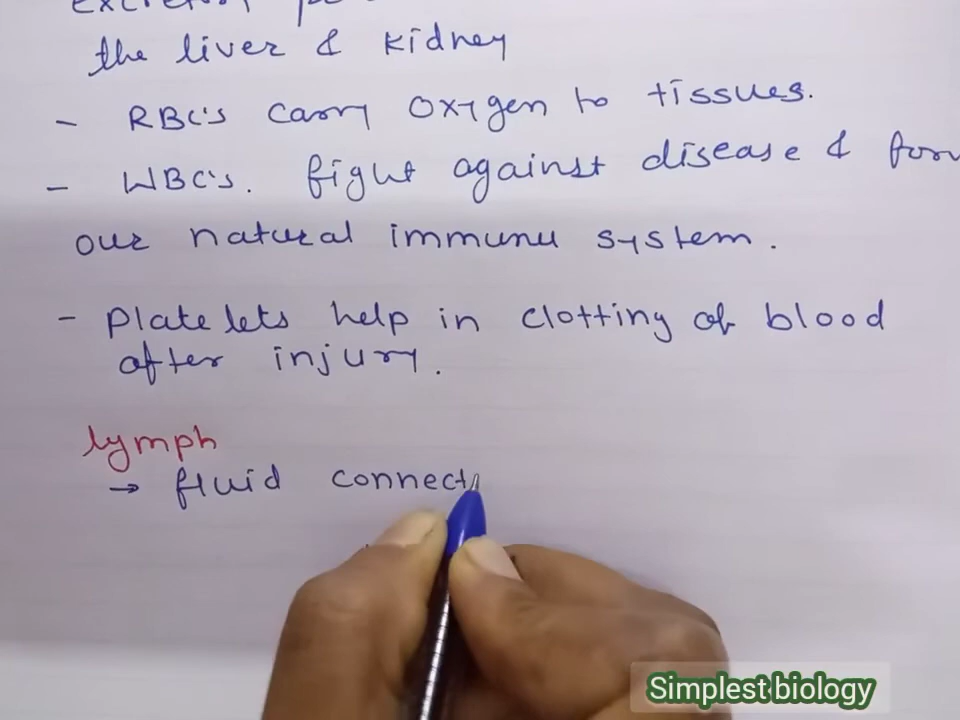 the liver & kidney
- RBC's carry oxygen to tissues.
- WBC's. fight against disease & form
our natural immune system.
- Platelets help in clotting of blood
after injury.
lymph
→ fluid connect
Simplest biology